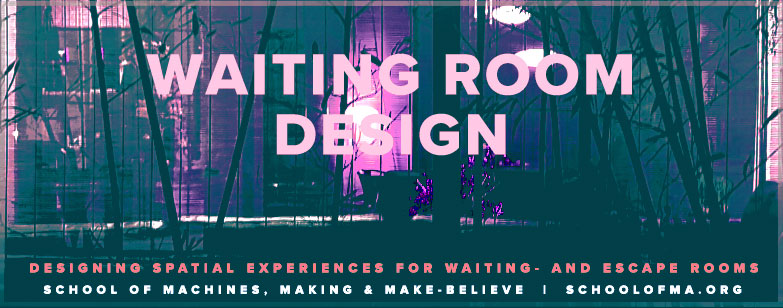 WAITING ROOM
DESIGN
DESIGNING SPATIAL EXPERIENCES FOR WAITING- AND ESCAPE ROOMS
SCHOOL OF MACHINES, MAKING & MAKE-BELIEVE | SCHOOLOFMA.ORG